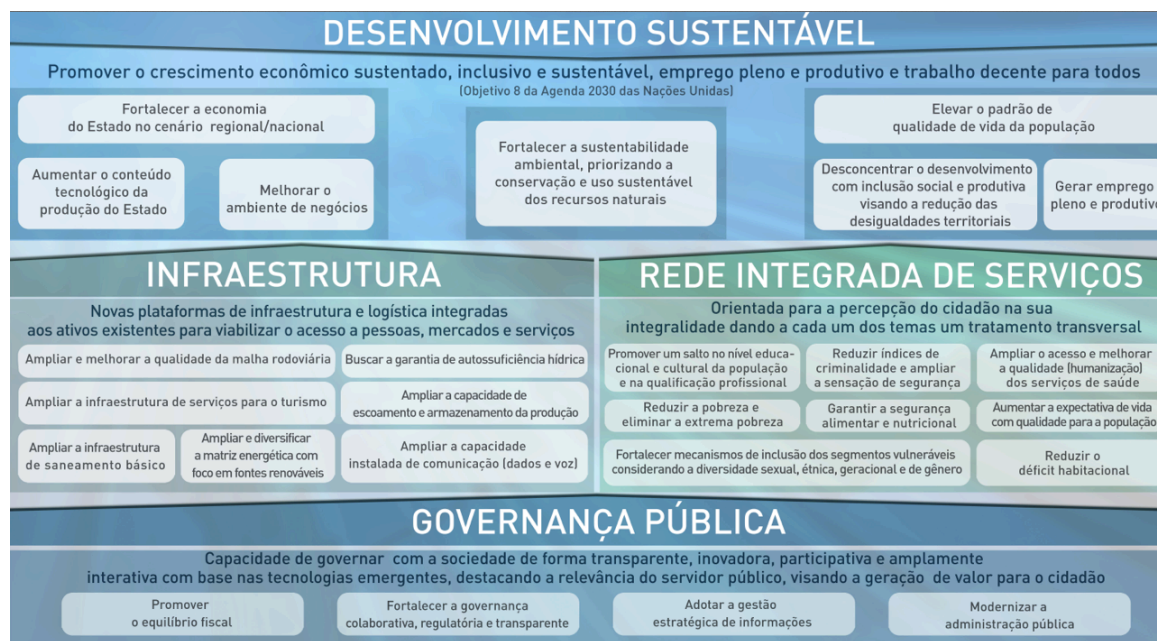 DESENVOLVIMENTO SUSTENTÁVEL
Promover o crescimento econômico sustentado, inclusivo e sustentável, emprego pleno e produtivo e trabalho decente para todos
(Objetivo 8 da Agenda 2030 das Nações Unidas)
Fortalecer a economia
do Estado no cenário regional/nacional
Aumentar o conteúdo
tecnológico da
produção do Estado
Melhorar o
ambiente de negócios
Fortalecer a sustentabilidade
ambiental, priorizando a
conservação e uso sustentável
dos recursos naturais
Elevar o padrão de
qualidade de vida da população
Desconcentrar o desenvolvimento
com inclusão social e produtiva
visando a redução das
desigualdades territoriais
Gerar emprego
pleno e produtivo
INFRAESTRUTURA
Novas plataformas de infraestrutura e logística integradas
aos ativos existentes para viabilizar o acesso a pessoas, mercados e serviços
Ampliar e melhorar a qualidade da malha rodoviária
Buscar a garantia de autossuficiência hídrica
Ampliar a infraestrutura de serviços para o turismo
Ampliar a capacidade de
escoamento e armazenamento da produção
Ampliar a infraestrutura
de saneamento básico
Ampliar e diversificar
a matriz energética com
foco em fontes renováveis
Ampliar a capacidade
instalada de comunicação (dados e voz)
REDE INTEGRADA DE SERVIÇOS
Orientada para a percepção do cidadão na sua
integralidade dando a cada um dos temas um tratamento transversal
Promover um salto no nível educa-
cional e cultural da população
e na qualificação profissional
Reduzir índices de
criminalidade e ampliar
a sensação de segurança
Ampliar o acesso e melhorar
a qualidade (humanização)
dos serviços de saúde
Reduzir a pobreza e
eliminar a extrema pobreza
Garantir a segurança
alimentar e nutricional
Aumentar a expectativa de vida
com qualidade para a população
Fortalecer mecanismos de inclusão dos segmentos vulneráveis
considerando a diversidade sexual, étnica, geracional e de gênero
Reduzir o
déficit habitacional
GOVERNANÇA PÚBLICA
Capacidade de governar com a sociedade de forma transparente, inovadora, participativa e amplamente
interativa com base nas tecnologias emergentes, destacando a relevância do servidor público, visando a geração de valor para o cidadão
Promover
o equilíbrio fiscal
Fortalecer a governança
colaborativa, regulatória e transparente
Adotar a gestão
estratégica de informações
Modernizar a
administração pública